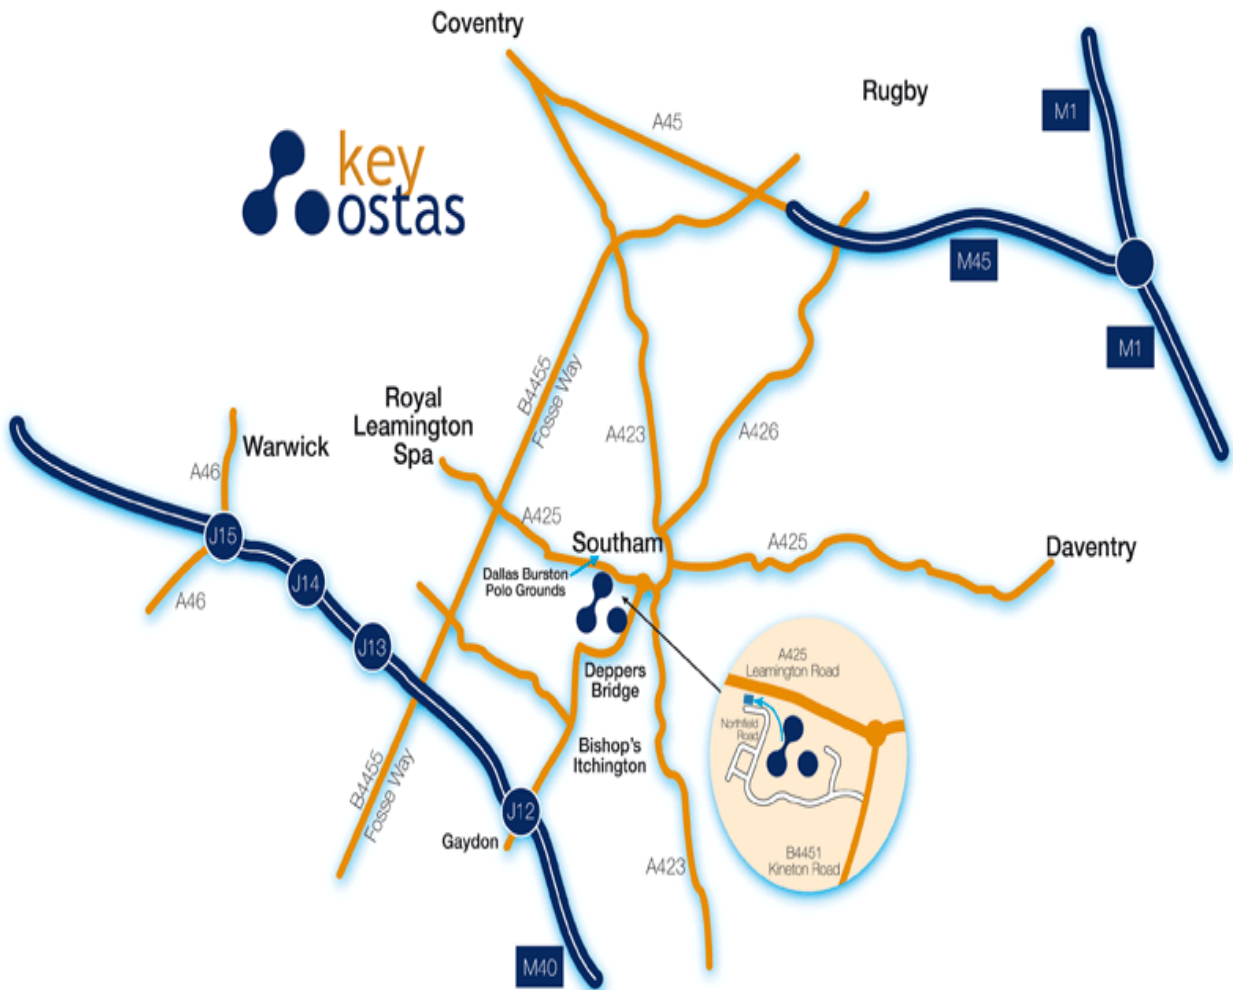 Coventry
Rugby
M1
A45
key
ostas
M45
M1
B4455
Fosse Way
Royal
Leamington
Spa
A423
A426
Warwick
A46
A425
J15
Southam
A425
Daventry
Dallas Burston
Polo Grounds
J14
A46
J13
Deppers
Bridge
A425
Leamington Road
Northfield
Road
Bishop's
Itchington
B4455
Fosse Way
J12
Gaydon
A423
B4451
Kineton Road
M40